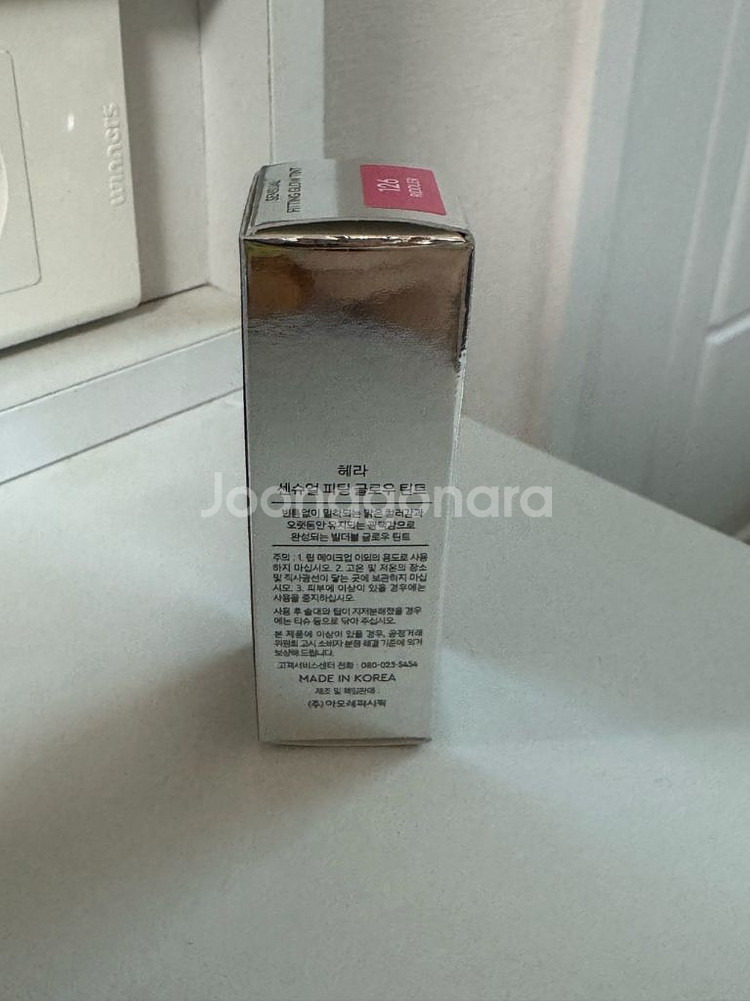 winners
SENSUAL
FITTING GLOW TINT
126
RIDDLER
헤라
센슈얼 피팅 글로우 틴트
빈틈없이 밀착되는 맑은 컬러감과
오랫동안 유지되는 광택감으로
완성되는 빌더블 글로우 틴트
주의 : 1. 립 메이크업 이외의 용도로 사용
하지 마십시오. 2. 고온 및 저온의 장소
및 직사광선이 닿는 곳에 보관하지 마십
시오. 3. 피부에 이상이 있을 경우에는
사용을 중지하십시오.
사용 후 솔대와 팁이 지저분해졌을 경우
에는 티슈 등으로 닦아 주십시오.
본 제품에 이상이 있을 경우, 공정거래
위원회 고시 소비자 분쟁 해결 기준에 의거
보상해 드립니다.
고객서비스센터 전화 : 080-023-5454
MADE IN KOREA
제조 및 책임판매 :
(주) 아모레퍼시픽
Joonggonara